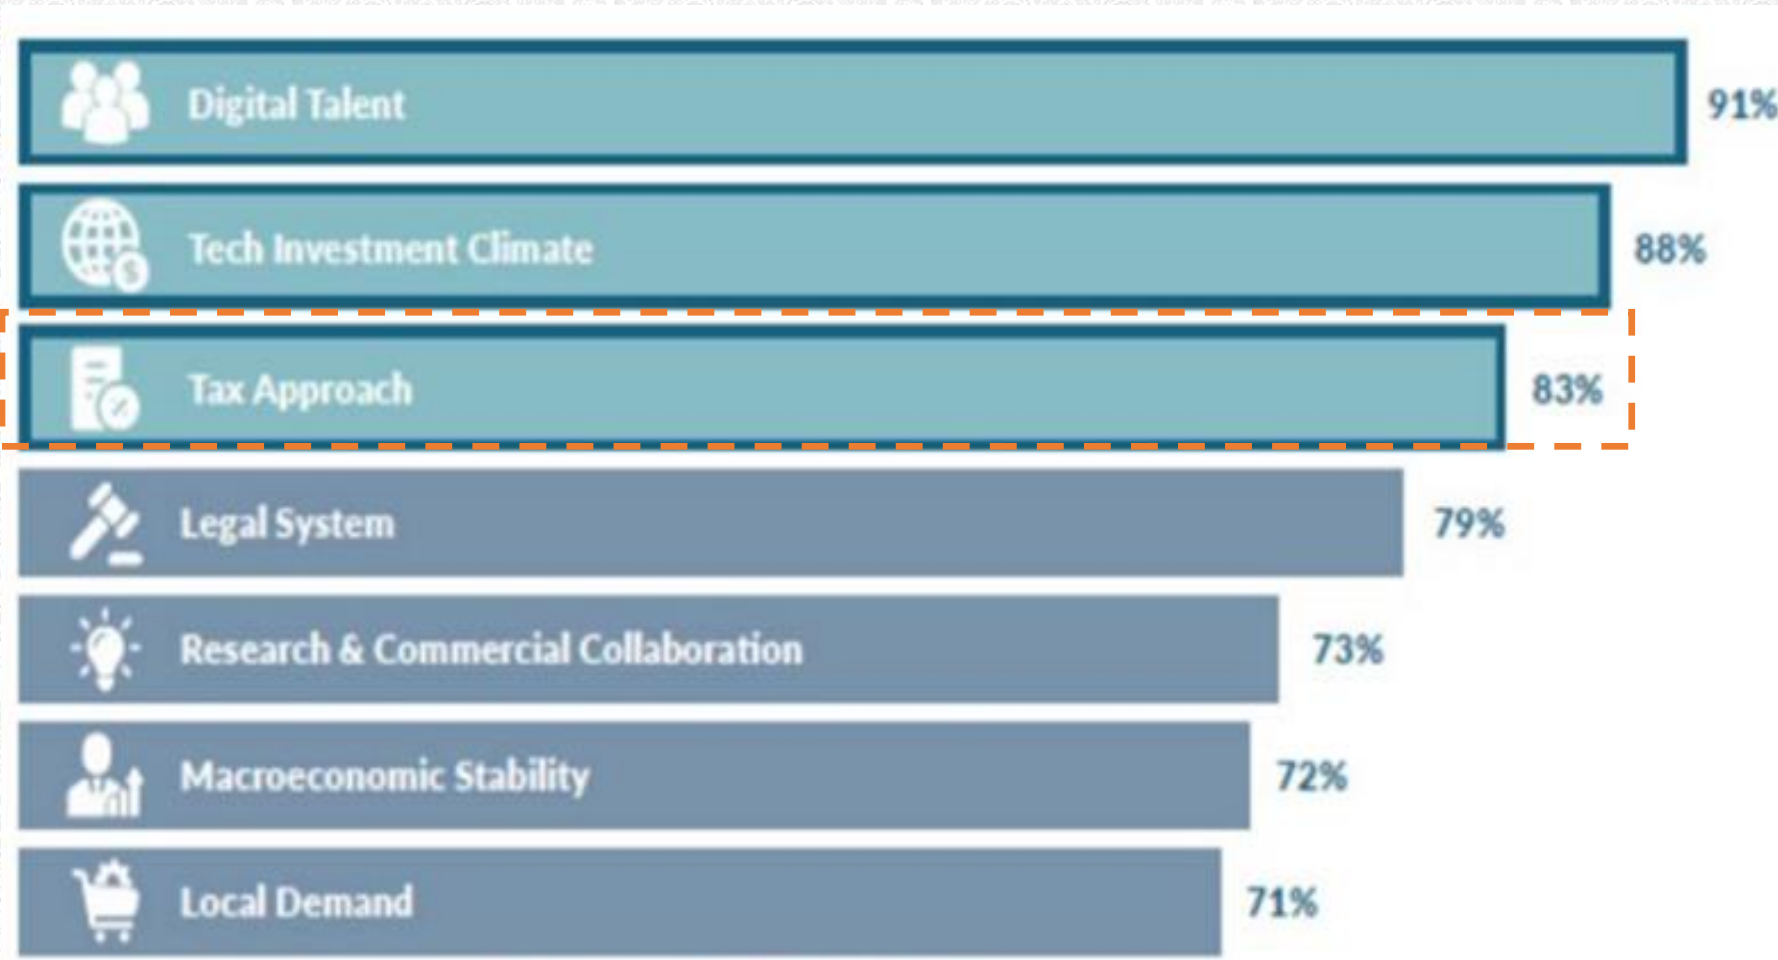 Digital Talent 91%
Tech Investment Climate 88%
Tax Approach 83%
Legal System 79%
Research & Commercial Collaboration 73%
Macroeconomic Stability 72%
Local Demand 71%